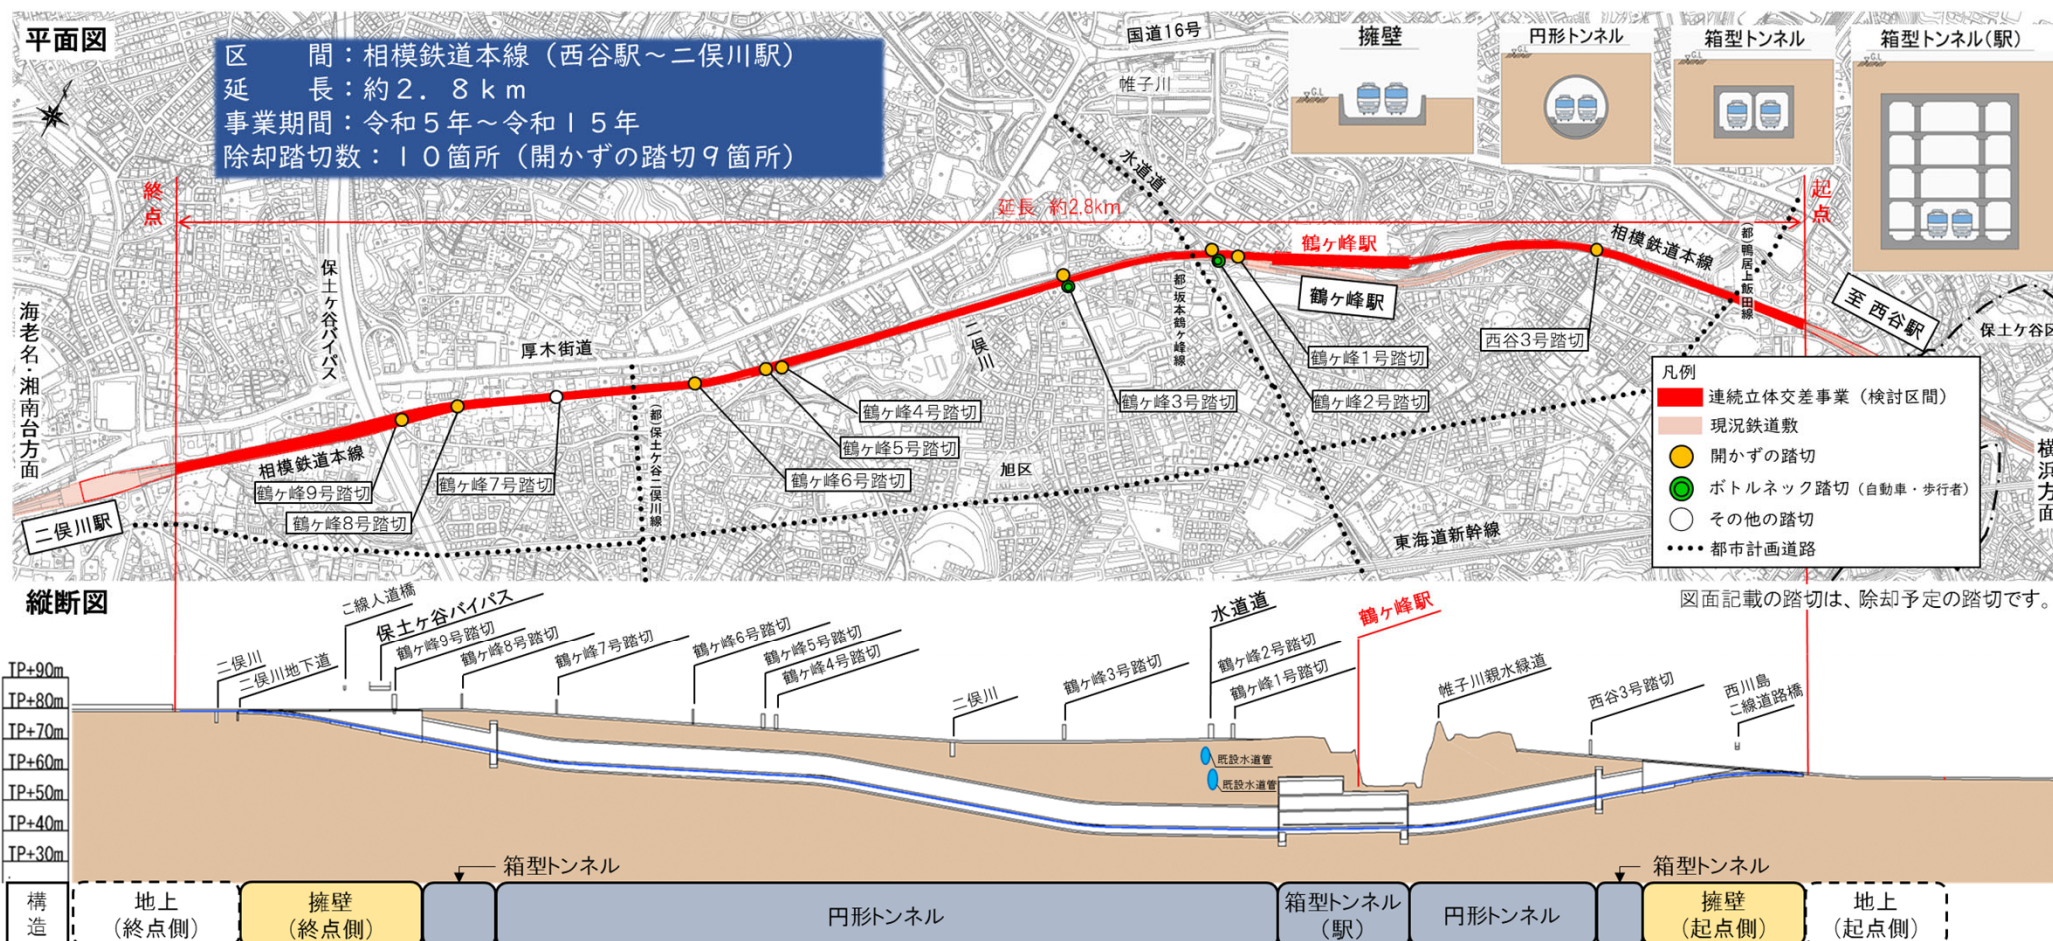 平面図
区　　間：相模鉄道本線（西谷駅～二俣川駅）
延　　長：約２．８ｋｍ
事業期間：令和５年～令和１５年
除却踏切数：１０箇所（開かずの踏切９箇所）
国道16号
帷子川
擁壁
G.L
円形トンネル
G.L
箱型トンネル
G.L
箱型トンネル（駅）
G.L
終点
延長 約2.8km
起点
水道道
鶴ヶ峰駅
鶴ヶ峰駅
相模鉄道本線
(都)鴨居上飯田線
至 西谷駅
保土ヶ谷区
横浜方面
海老名・湘南台方面
保土ヶ谷バイパス
厚木街道
二俣川
(都)坂本鶴ヶ峰線
西谷3号踏切
鶴ヶ峰1号踏切
鶴ヶ峰2号踏切
鶴ヶ峰3号踏切
鶴ヶ峰4号踏切
鶴ヶ峰5号踏切
鶴ヶ峰6号踏切
鶴ヶ峰7号踏切
鶴ヶ峰8号踏切
鶴ヶ峰9号踏切
相模鉄道本線
(都)保土ヶ谷二俣川線
旭区
二俣川駅
東海道新幹線
凡例
連続立体交差事業（検討区間）
現況鉄道敷
開かずの踏切
ボトルネック踏切（自動車・歩行者）
その他の踏切
都市計画道路
図面記載の踏切は、除却予定の踏切です。
縦断図
二俣川
二俣川地下道
こ線人道橋
保土ヶ谷バイパス
鶴ヶ峰9号踏切
鶴ヶ峰8号踏切
鶴ヶ峰7号踏切
鶴ヶ峰6号踏切
鶴ヶ峰5号踏切
鶴ヶ峰4号踏切
二俣川
鶴ヶ峰3号踏切
水道道
鶴ヶ峰2号踏切
鶴ヶ峰1号踏切
鶴ヶ峰駅
帷子川親水緑道
西谷3号踏切
西川島
こ線道路橋
TP+90m
TP+80m
TP+70m
TP+60m
TP+50m
TP+40m
TP+30m
既設水道管
既設水道管
箱型トンネル
箱型トンネル
構造
地上
（終点側）
擁壁
（終点側）
円形トンネル
箱型トンネル
（駅）
円形トンネル
擁壁
（起点側）
地上
（起点側）